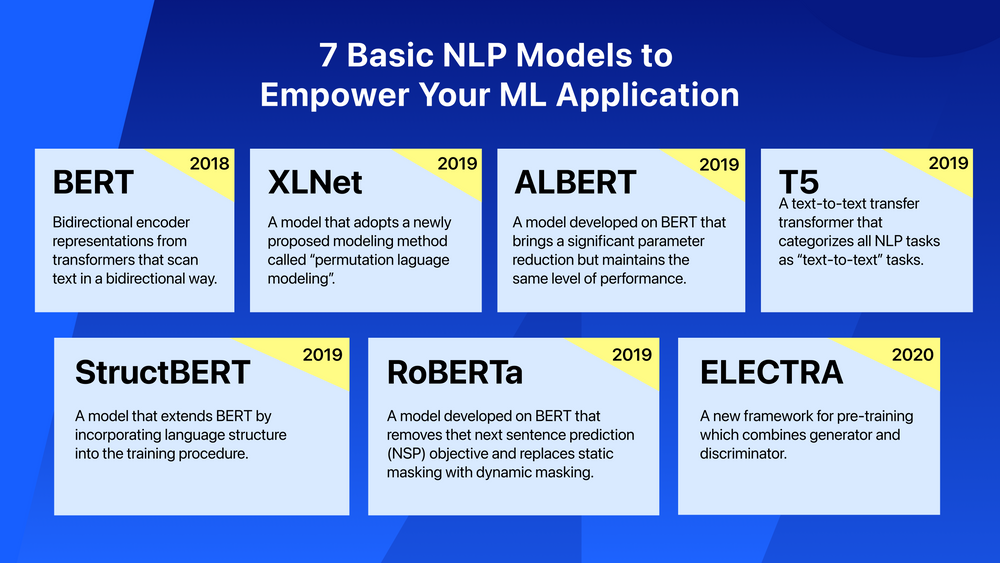 7 Basic NLP Models to
Empower Your ML Application
2018
BERT
Bidirectional encoder
representations from
transformers that scan
text in a bidirectional way.
2019
XLNet
A model that adopts a newly
proposed modeling method
called “permutation laguage
modeling”.
2019
ALBERT
A model developed on BERT that
brings a significant parameter
reduction but maintains the
same level of performance.
2019
T5
A text-to-text transfer
transformer that
categorizes all NLP tasks
as “text-to-text” tasks.
2019
StructBERT
A model that extends BERT by
incorporating language structure
into the training procedure.
2019
RoBERTa
A model developed on BERT that
removes thet next sentence prediction
(NSP) objective and replaces static
masking with dynamic masking.
2020
ELECTRA
A new framework for pre-training
which combines generator and
discriminator.